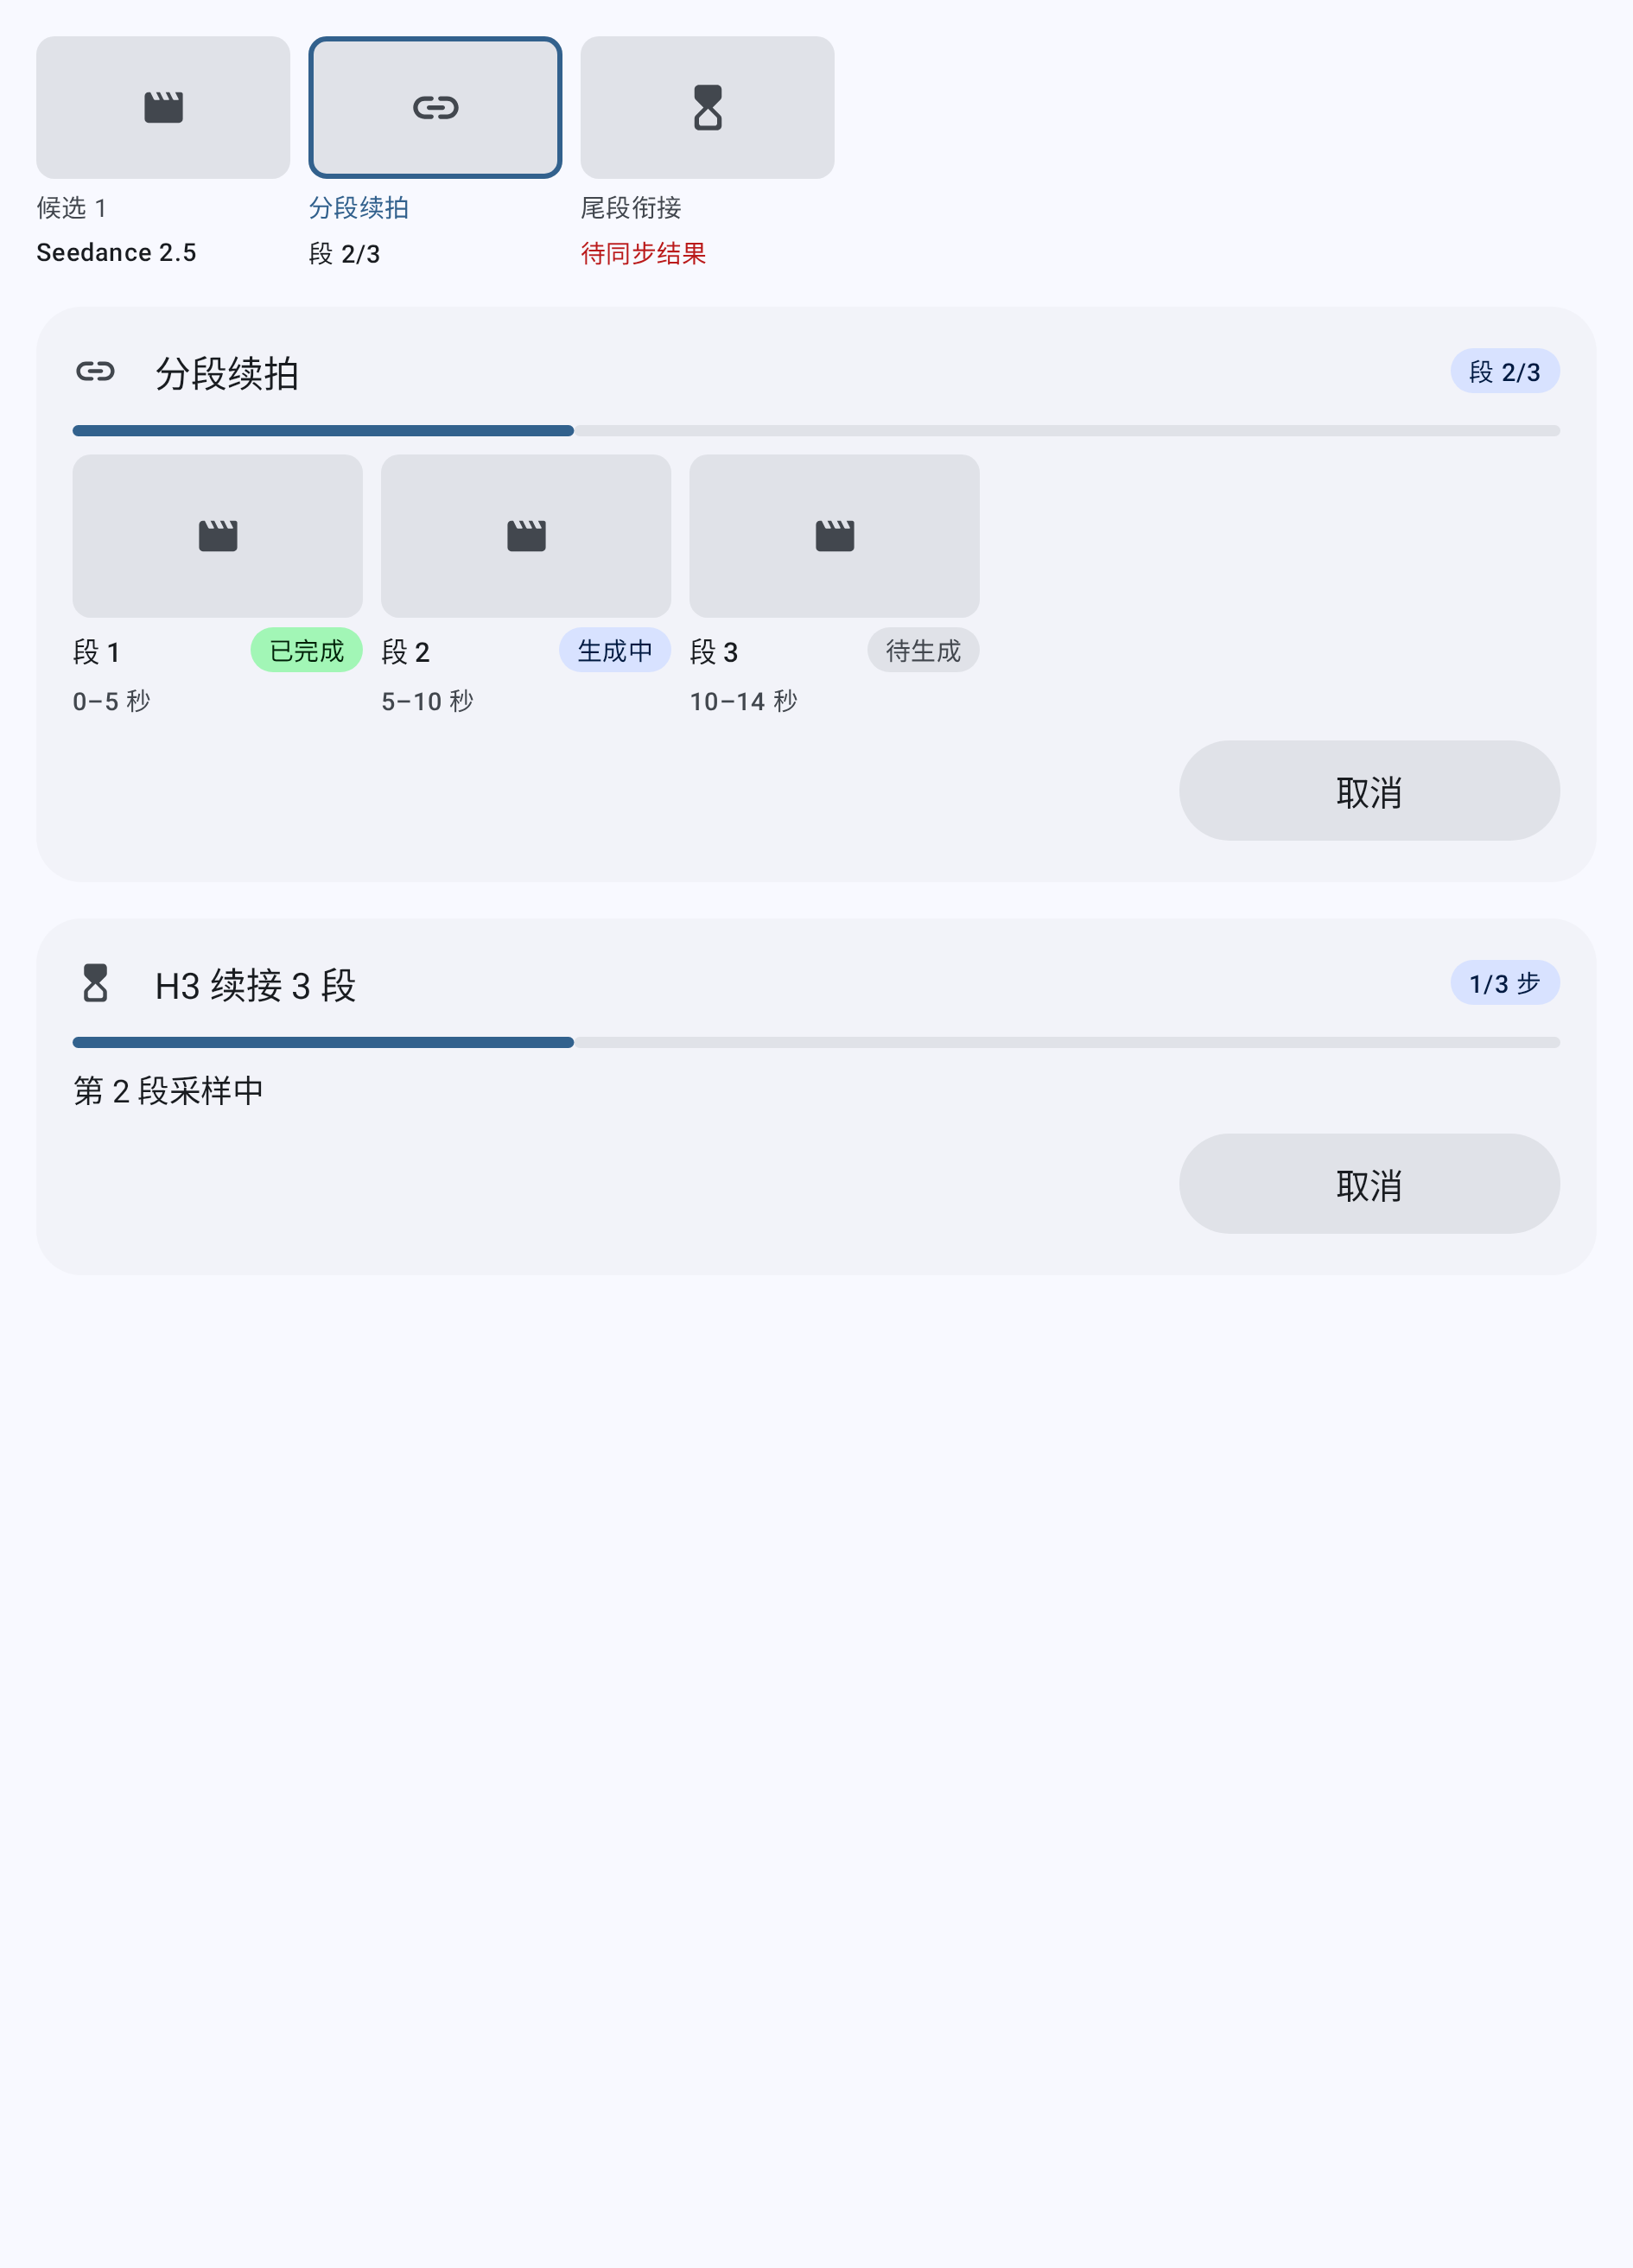 候选 1
分段续拍
尾段衔接
Seedance 2.5
段 2/3
待同步结果
分段续拍
段 2/3
段 1
已完成
段 2
生成中
段 3
待生成
0–5 秒
5–10 秒
10–14 秒
取消
H3 续接 3 段
1/3 步
第 2 段采样中
取消